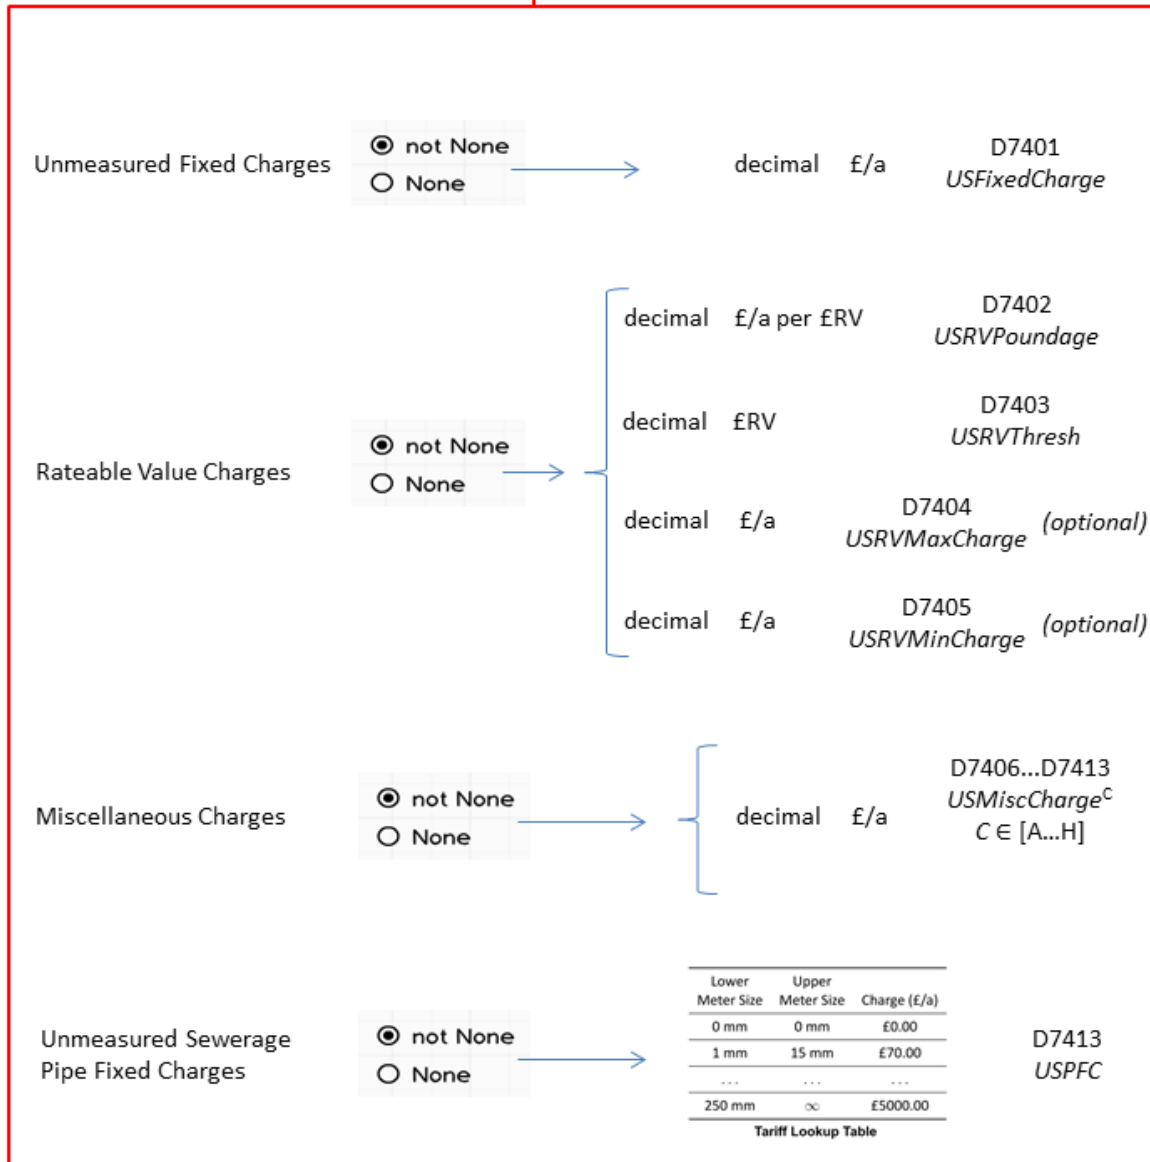 Unmeasured Fixed Charges
not None
None
decimal £/a
D7401
USFixedCharge
Rateable Value Charges
not None
None
decimal £/a per £RV
D7402
USRVPoundage
decimal £RV
D7403
USRVThresh
decimal £/a
D7404
USRVMaxCharge (optional)
decimal £/a
D7405
USRVMinCharge (optional)
Miscellaneous Charges
not None
None
decimal £/a
D7406...D7413
USMiscCharge^C
C ∈ [A...H]
Unmeasured Sewerage
Pipe Fixed Charges
not None
None
Lower Upper
Meter Size Meter Size Charge (£/a)
0 mm 0 mm £0.00
1 mm 15 mm £70.00
... ... ...
250 mm ∞ £5000.00
Tariff Lookup Table
D7413
USPFC